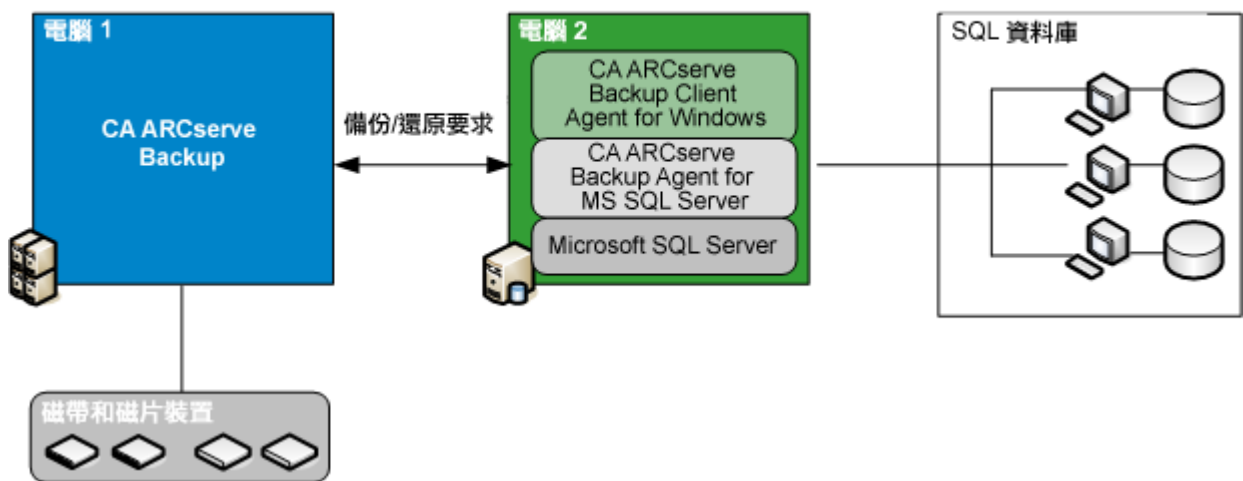 電腦 1
CA ARCserve
Backup
備份/還原要求
電腦 2
CA ARCserve
Backup Client
Agent for Windows
CA ARCserve
Backup Agent for
MS SQL Server
Microsoft SQL Server
SQL 資料庫
磁帶和磁片裝置